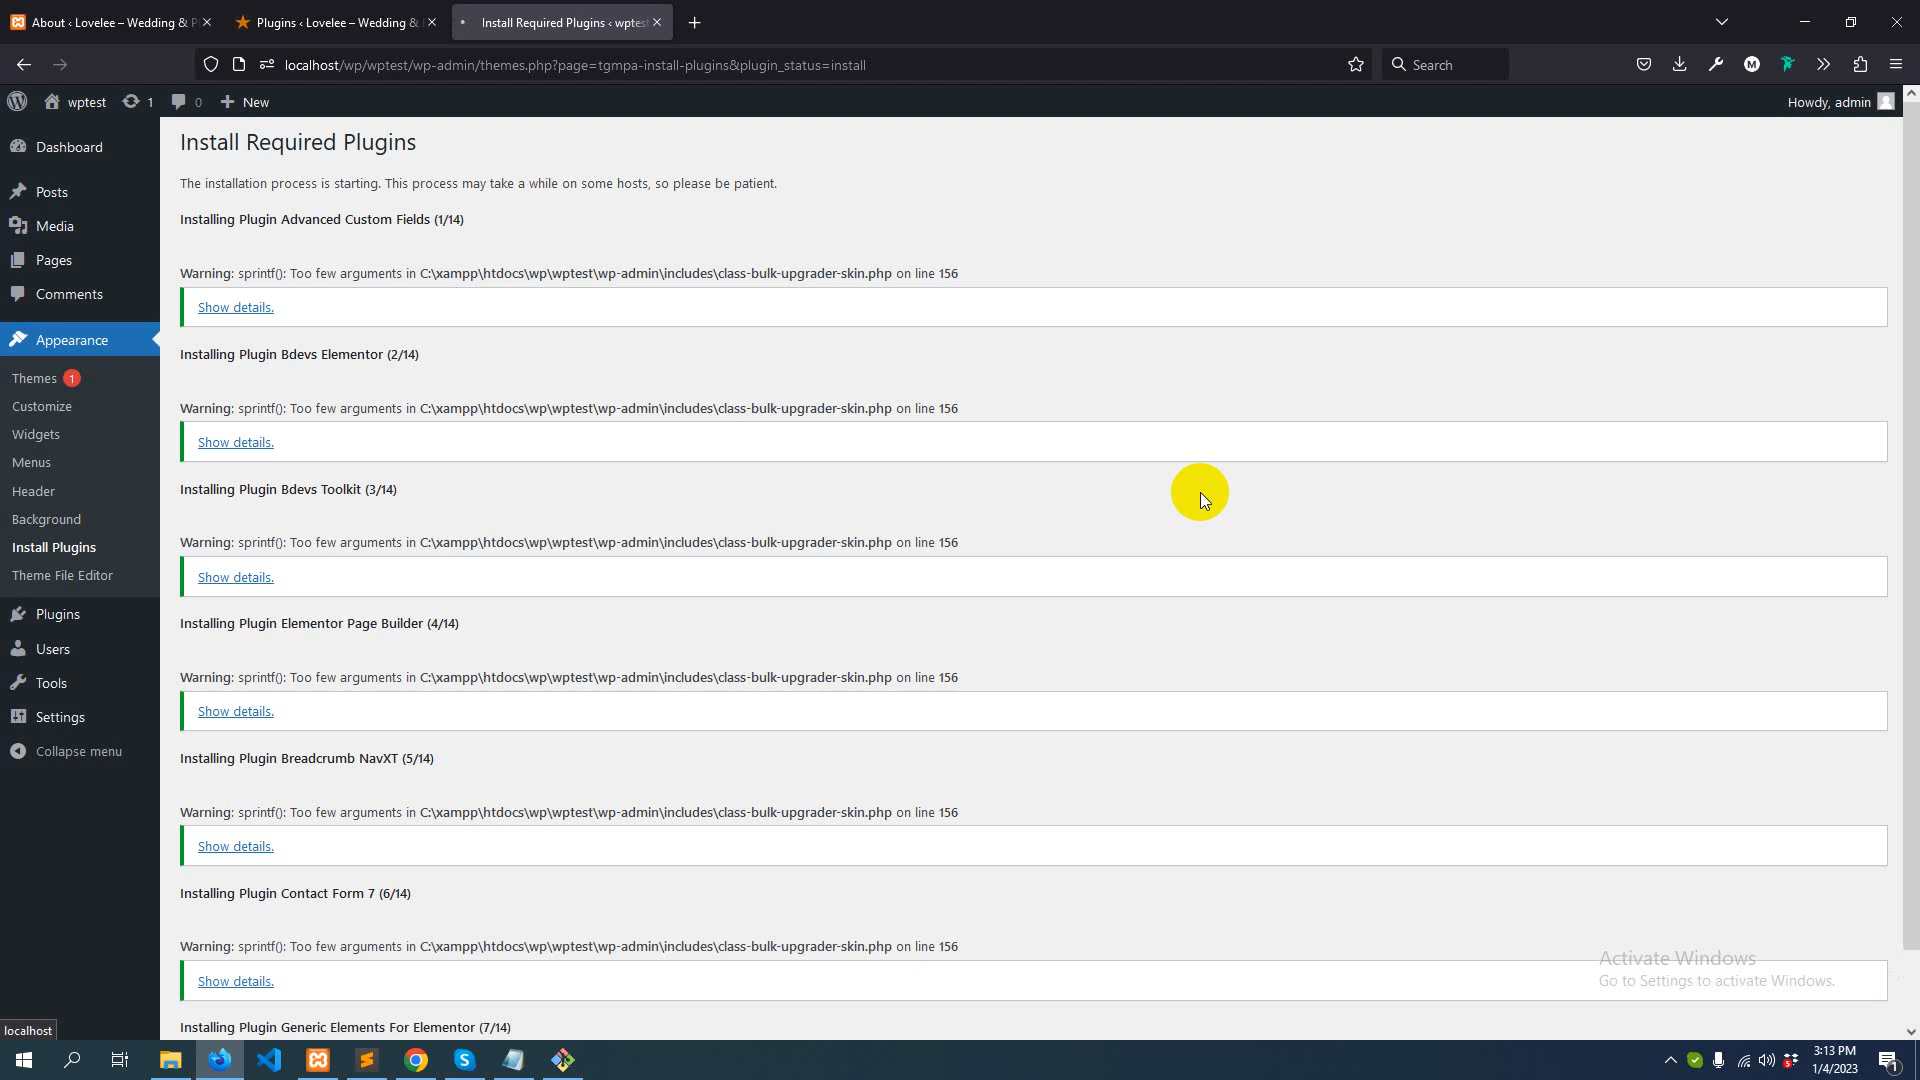 About ‹ Lovelee – Wedding & P
Plugins ‹ Lovelee – Wedding &
Install Required Plugins ‹ wptest
localhost/wp/wptest/wp-admin/themes.php?page=tgmpa-install-plugins&plugin_status=install
Search
wptest 1 0 New
Howdy, admin
Dashboard
Posts
Media
Pages
Comments
Appearance
Themes 1
Customize
Widgets
Menus
Header
Background
Install Plugins
Theme File Editor
Plugins
Users
Tools
Settings
Collapse menu
Install Required Plugins
The installation process is starting. This process may take a while on some hosts, so please be patient.
Installing Plugin Advanced Custom Fields (1/14)
Warning: sprintf(): Too few arguments in C:\xampp\htdocs\wp\wptest\wp-admin\includes\class-bulk-upgrader-skin.php on line 156
Show details.
Installing Plugin Bdevs Elementor (2/14)
Warning: sprintf(): Too few arguments in C:\xampp\htdocs\wp\wptest\wp-admin\includes\class-bulk-upgrader-skin.php on line 156
Show details.
Installing Plugin Bdevs Toolkit (3/14)
Warning: sprintf(): Too few arguments in C:\xampp\htdocs\wp\wptest\wp-admin\includes\class-bulk-upgrader-skin.php on line 156
Show details.
Installing Plugin Elementor Page Builder (4/14)
Warning: sprintf(): Too few arguments in C:\xampp\htdocs\wp\wptest\wp-admin\includes\class-bulk-upgrader-skin.php on line 156
Show details.
Installing Plugin Breadcrumb NavXT (5/14)
Warning: sprintf(): Too few arguments in C:\xampp\htdocs\wp\wptest\wp-admin\includes\class-bulk-upgrader-skin.php on line 156
Show details.
Installing Plugin Contact Form 7 (6/14)
Warning: sprintf(): Too few arguments in C:\xampp\htdocs\wp\wptest\wp-admin\includes\class-bulk-upgrader-skin.php on line 156
Show details.
Installing Plugin Generic Elements For Elementor (7/14)
Activate Windows
Go to Settings to activate Windows.
localhost
3:13 PM
1/4/2023
1